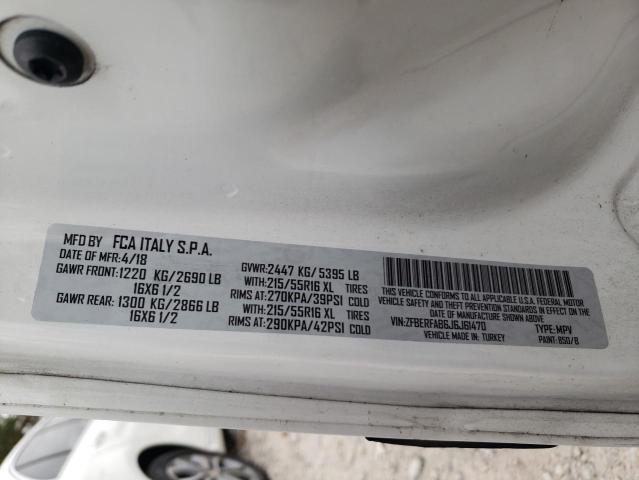 MFD BY FCA ITALY S.P.A.
DATE OF MFR: 4/18 GVWR: 2447 KG / 5395 LB
GAWR FRONT: 1220 KG/2690 LB WITH: 215/55R16 XL TIRES
16X6 1/2 RIMS AT: 270KPA/39PSI COLD
GAWR REAR: 1300 KG/2866 LB WITH: 215/55R16 XL TIRES
16X6 1/2 RIMS AT: 290KPA/42PSI COLD
THIS VEHICLE CONFORMS TO ALL APPLICABLE U.S.A. FEDERAL MOTOR
VEHICLE SAFETY BUMPER AND THEFT PREVENTION STANDARDS
IN EFFECT ON THE DATE OF MANUFACTURE SHOWN ABOVE
VIN: TYPE: MPV
VEHICLE MADE IN: TURKEY PAINT: 850/B